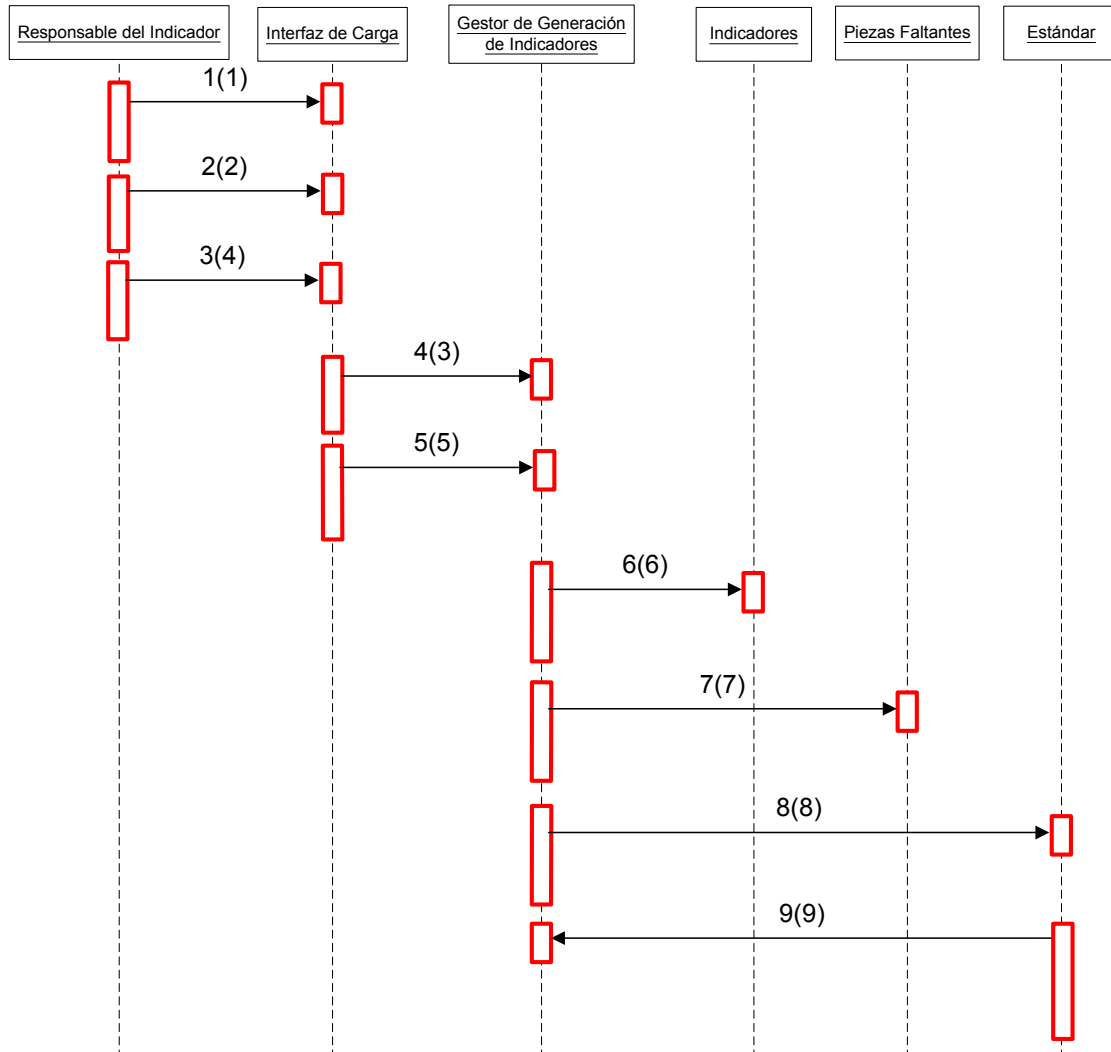 Responsable del Indicador
Interfaz de Carga
Gestor de Generación
de Indicadores
Indicadores
Piezas Faltantes
Estándar
1(1)
2(2)
3(4)
4(3)
5(5)
6(6)
7(7)
8(8)
9(9)